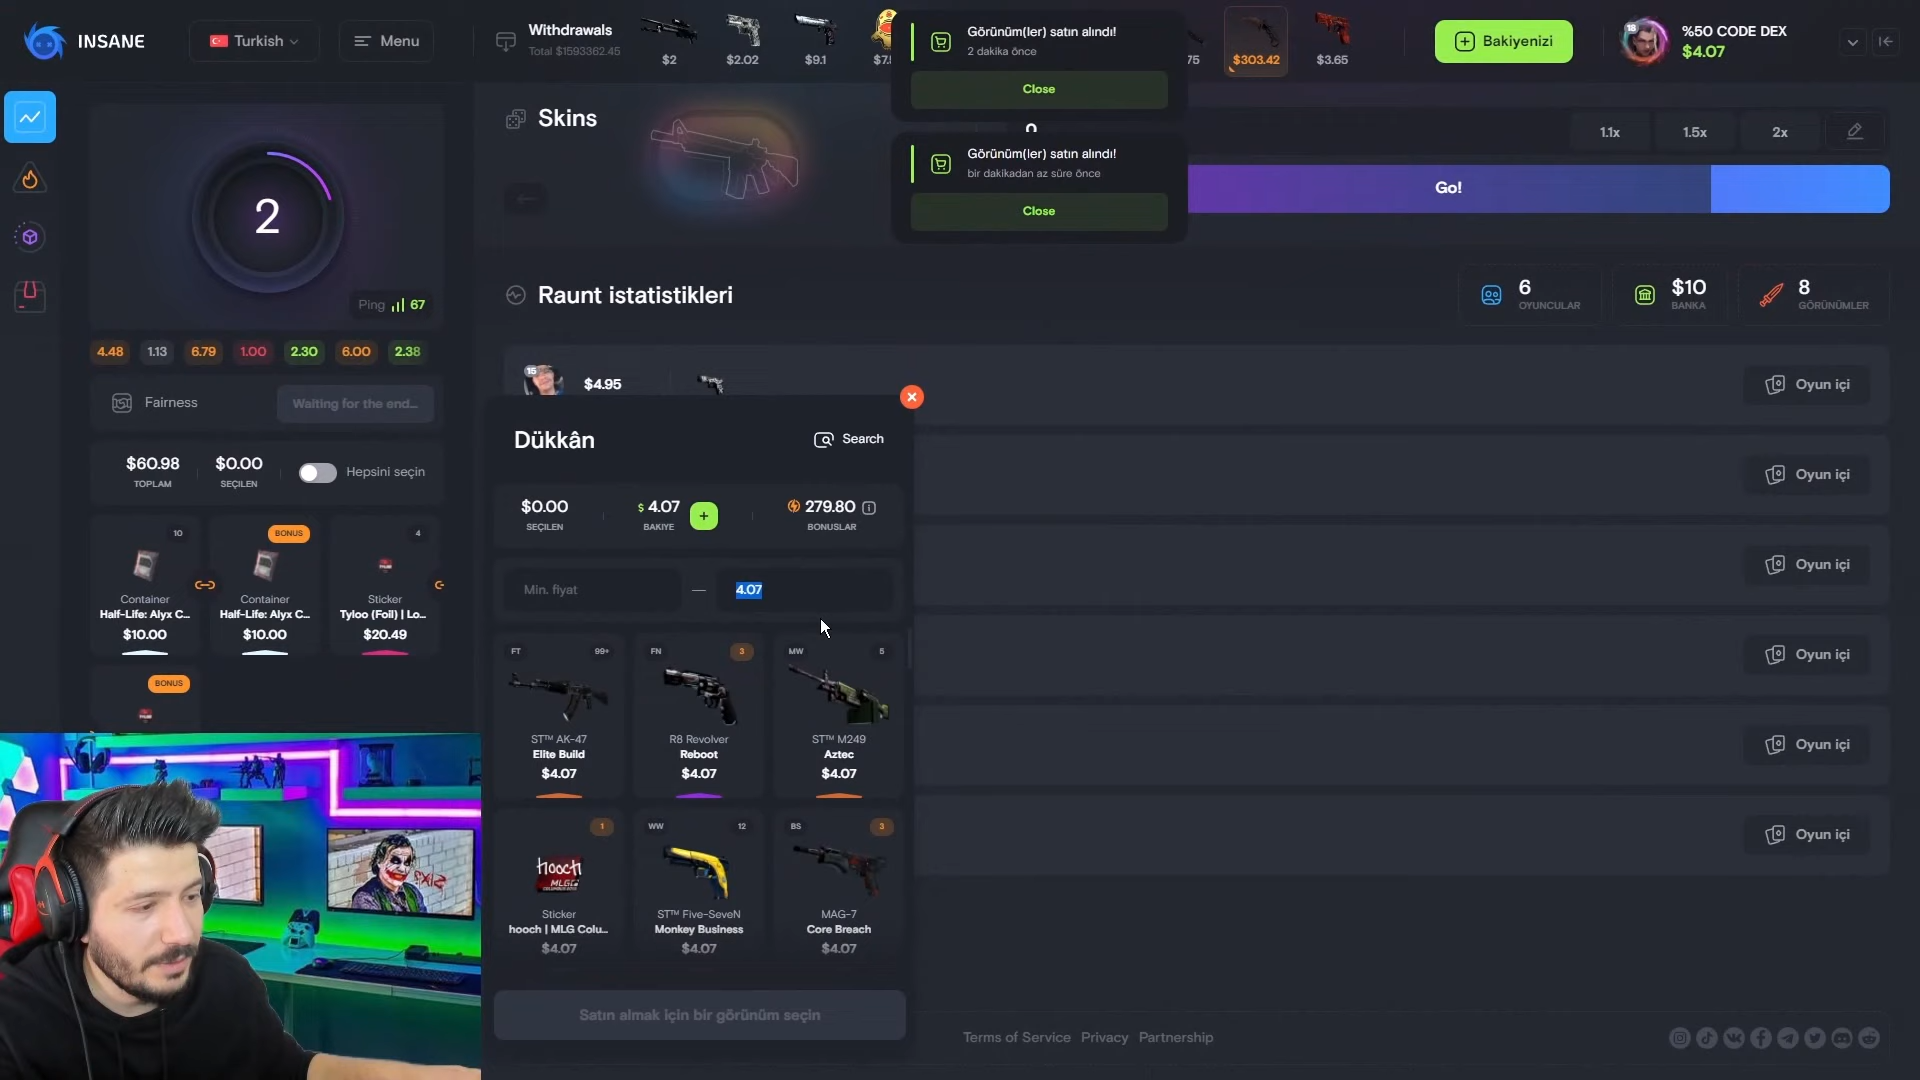 INSANE
Turkish
Menu
Withdrawals
Total $1593362.45
$2
$2.02
$9.1
$303.42
$3.65
Bakiyenizi
18
%50 CODE DEX
$4.07
Görünüm(ler) satın alındı!
2 dakika önce
Close
Görünüm(ler) satın alındı!
bir dakikadan az süre önce
Close
Skins
1.1x
1.5x
2x
Go!
2
Ping
67
4.48
1.13
6.79
1.00
2.30
6.00
2.38
Fairness
Waiting for the end...
$60.98
TOPLAM
$0.00
SEÇILEN
Hepsini seçin
10
Container
Half-Life: Alyx C...
$10.00
BONUS
Container
Half-Life: Alyx C...
$10.00
4
Sticker
Tyloo (Foil) | Lo...
$20.49
BONUS
Raunt istatistikleri
6
OYUNCULAR
$10
BANKA
8
GÖRÜNÜMLER
15
$4.95
Oyun içi
Oyun içi
Oyun içi
Oyun içi
Oyun içi
Oyun içi
Dükkân
Search
$0.00
SEÇILEN
$ 4.07
BAKIYE
279.80
BONUSLAR
Min. fiyat
—
4.07
FT
99+
ST™ AK-47
Elite Build
$4.07
FN
3
R8 Revolver
Reboot
$4.07
MW
5
ST™ M249
Aztec
$4.07
1
hooch
MLG
Sticker
hooch | MLG Colu...
$4.07
WW
12
ST™ Five-SeveN
Monkey Business
$4.07
BS
3
MAG-7
Core Breach
$4.07
Satın almak için bir görünüm seçin
Terms of Service
Privacy
Partnership